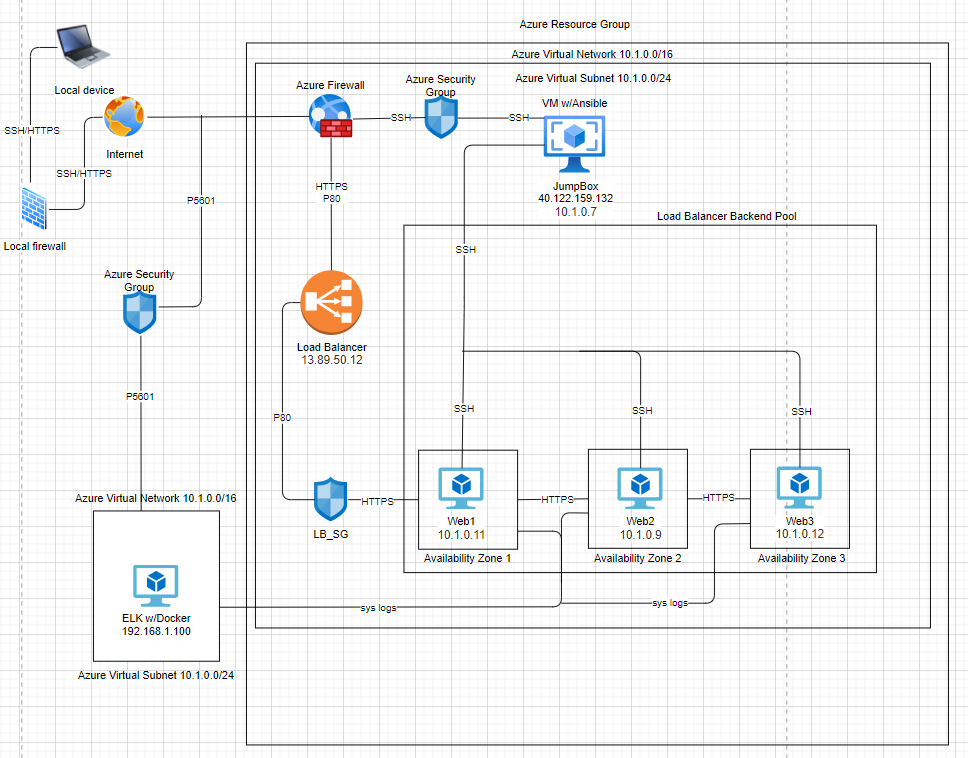 Azure Resource Group
Azure Virtual Network 10.1.0.0/16
Azure Virtual Subnet 10.1.0.0/24
Local device
SSH/HTTPS
Internet
SSH/HTTPS
Local firewall
Azure Firewall
Azure Security
Group
SSH
SSH
VM w/Ansible
JumpBox
40.122.159.132
10.1.0.7
HTTPS
P80
P5601
Load Balancer Backend Pool
SSH
Azure Security
Group
Load Balancer
13.89.50.12
P5601
P80
SSH
SSH
SSH
LB_SG
HTTPS
Web1
10.1.0.11
Availability Zone 1
HTTPS
Web2
10.1.0.9
Availability Zone 2
HTTPS
Web3
10.1.0.12
Availability Zone 3
Azure Virtual Network 10.1.0.0/16
ELK w/Docker
192.168.1.100
Azure Virtual Subnet 10.1.0.0/24
sys logs
sys logs